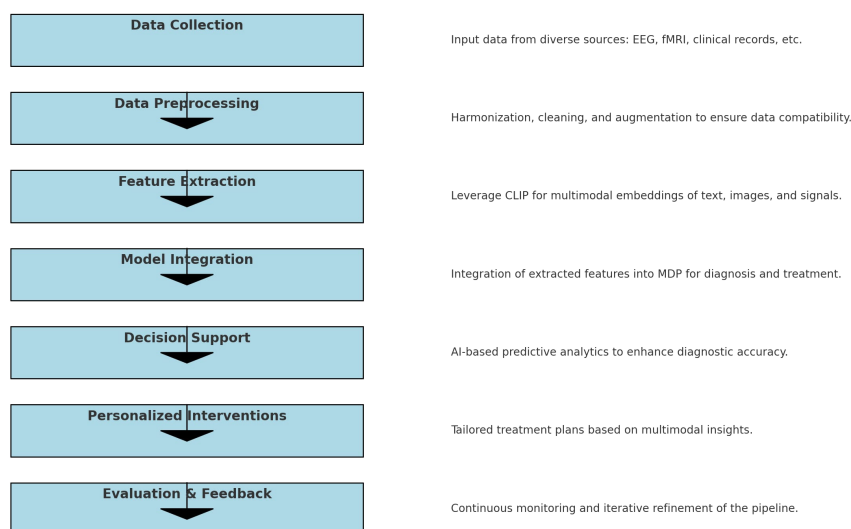 Data Collection
Input data from diverse sources: EEG, fMRI, clinical records, etc.
Data Preprocessing
Harmonization, cleaning, and augmentation to ensure data compatibility.
Feature Extraction
Leverage CLIP for multimodal embeddings of text, images, and signals.
Model Integration
Integration of extracted features into MDP for diagnosis and treatment.
Decision Support
AI-based predictive analytics to enhance diagnostic accuracy.
Personalized Interventions
Tailored treatment plans based on multimodal insights.
Evaluation & Feedback
Continuous monitoring and iterative refinement of the pipeline.